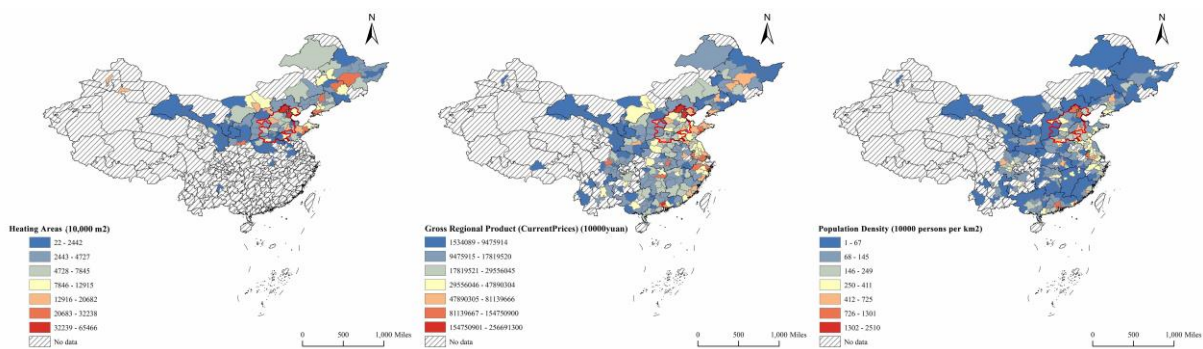 N
Heating Areas (10,000 m2)
22 - 2442
2443 - 4727
4728 - 7845
7846 - 12915
12916 - 20682
20683 - 32238
32239 - 65466
No data
0 500 1,000 Miles
N
Gross Regional Product (CurrentPrices) (10000yuan)
1534089 - 9475914
9475915 - 17819520
17819521 - 29556045
29556046 - 47890304
47890305 - 81139666
81139667 - 154750900
154750901 - 256691300
No data
0 500 1,000 Miles
N
Population Density (10000 persons per km2)
1 - 67
68 - 145
146 - 249
250 - 411
412 - 725
726 - 1301
1302 - 2510
No data
0 500 1,000 Miles